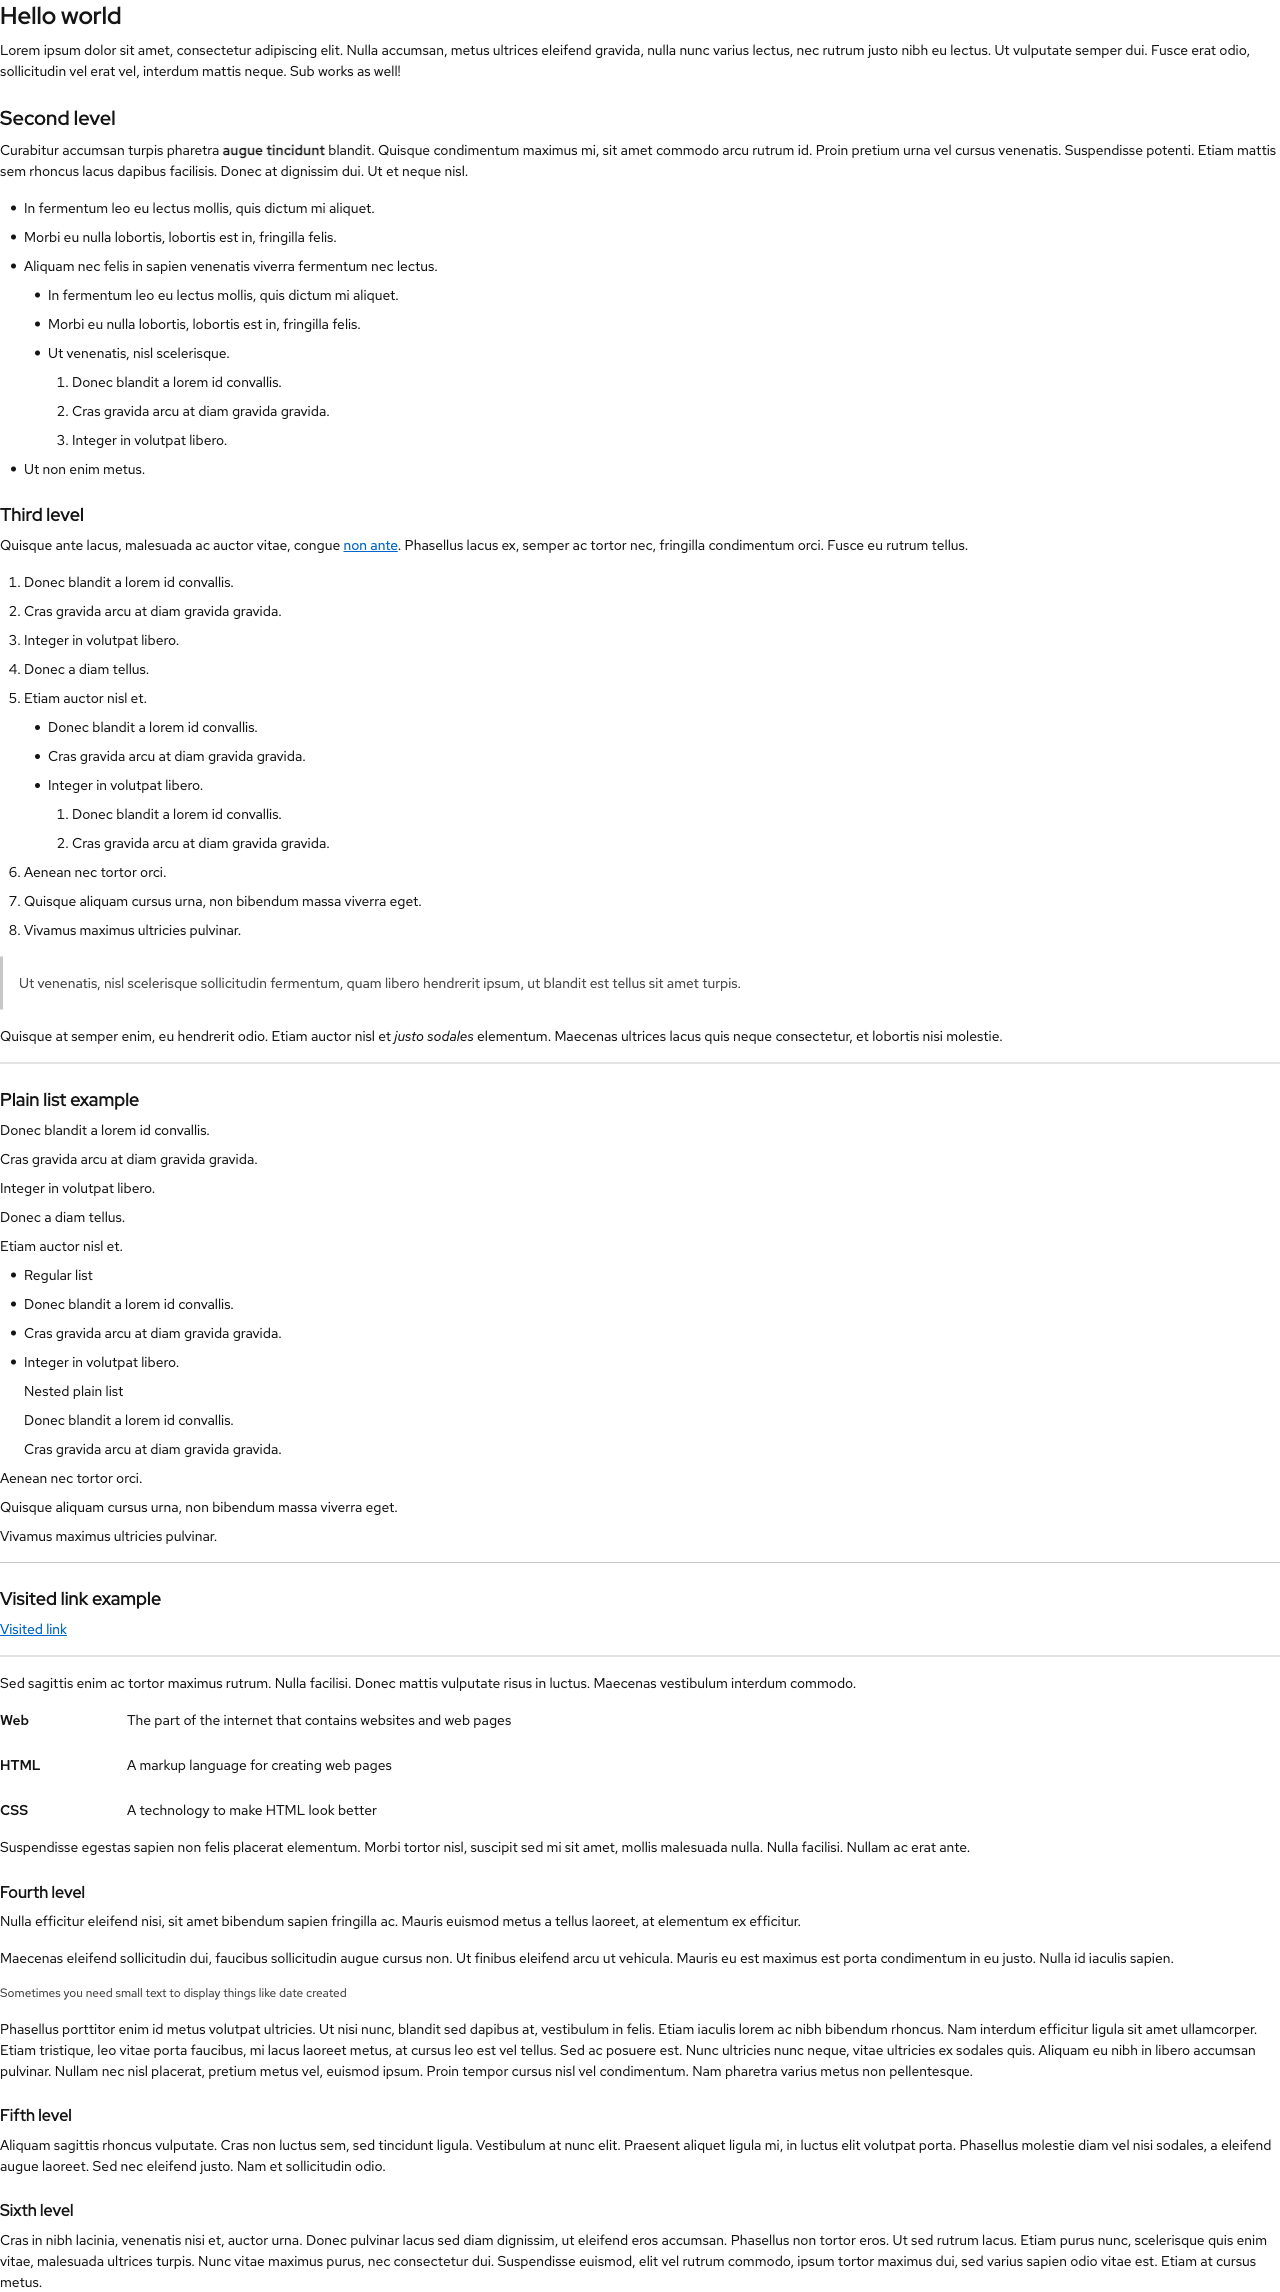 Hello world
Lorem ipsum dolor sit amet, consectetur adipiscing elit. Nulla accumsan, metus ultrices eleifend gravida, nulla nunc varius lectus, nec rutrum justo nibh eu lectus. Ut vulputate semper dui. Fusce erat odio,
sollicitudin vel erat vel, interdum mattis neque. Sub works as well!
Second level
Curabitur accumsan turpis pharetra augue tincidunt blandit. Quisque condimentum maximus mi, sit amet commodo arcu rutrum id. Proin pretium urna vel cursus venenatis. Suspendisse potenti. Etiam mattis
sem rhoncus lacus dapibus facilisis. Donec at dignissim dui. Ut et neque nisl.
• In fermentum leo eu lectus mollis, quis dictum mi aliquet.
• Morbi eu nulla lobortis, lobortis est in, fringilla felis.
• Aliquam nec felis in sapien venenatis viverra fermentum nec lectus.
• In fermentum leo eu lectus mollis, quis dictum mi aliquet.
• Morbi eu nulla lobortis, lobortis est in, fringilla felis.
• Ut venenatis, nisl scelerisque.
1. Donec blandit a lorem id convallis.
2. Cras gravida arcu at diam gravida gravida.
3. Integer in volutpat libero.
• Ut non enim metus.
Third level
Quisque ante lacus, malesuada ac auctor vitae, congue non ante. Phasellus lacus ex, semper ac tortor nec, fringilla condimentum orci. Fusce eu rutrum tellus.
1. Donec blandit a lorem id convallis.
2. Cras gravida arcu at diam gravida gravida.
3. Integer in volutpat libero.
4. Donec a diam tellus.
5. Etiam auctor nisl et.
• Donec blandit a lorem id convallis.
• Cras gravida arcu at diam gravida gravida.
• Integer in volutpat libero.
1. Donec blandit a lorem id convallis.
2. Cras gravida arcu at diam gravida gravida.
6. Aenean nec tortor orci.
7. Quisque aliquam cursus urna, non bibendum massa viverra eget.
8. Vivamus maximus ultricies pulvinar.
Ut venenatis, nisl scelerisque sollicitudin fermentum, quam libero hendrerit ipsum, ut blandit est tellus sit amet turpis.
Quisque at semper enim, eu hendrerit odio. Etiam auctor nisl et justo sodales elementum. Maecenas ultrices lacus quis neque consectetur, et lobortis nisi molestie.
Plain list example
Donec blandit a lorem id convallis.
Cras gravida arcu at diam gravida gravida.
Integer in volutpat libero.
Donec a diam tellus.
Etiam auctor nisl et.
• Regular list
• Donec blandit a lorem id convallis.
• Cras gravida arcu at diam gravida gravida.
• Integer in volutpat libero.
Nested plain list
Donec blandit a lorem id convallis.
Cras gravida arcu at diam gravida gravida.
Aenean nec tortor orci.
Quisque aliquam cursus urna, non bibendum massa viverra eget.
Vivamus maximus ultricies pulvinar.
Visited link example
Visited link
Sed sagittis enim ac tortor maximus rutrum. Nulla facilisi. Donec mattis vulputate risus in luctus. Maecenas vestibulum interdum commodo.
Web The part of the internet that contains websites and web pages
HTML A markup language for creating web pages
CSS A technology to make HTML look better
Suspendisse egestas sapien non felis placerat elementum. Morbi tortor nisl, suscipit sed mi sit amet, mollis malesuada nulla. Nulla facilisi. Nullam ac erat ante.
Fourth level
Nulla efficitur eleifend nisi, sit amet bibendum sapien fringilla ac. Mauris euismod metus a tellus laoreet, at elementum ex efficitur.
Maecenas eleifend sollicitudin dui, faucibus sollicitudin augue cursus non. Ut finibus eleifend arcu ut vehicula. Mauris eu est maximus est porta condimentum in eu justo. Nulla id iaculis sapien.
Sometimes you need small text to display things like date created
Phasellus porttitor enim id metus volutpat ultricies. Ut nisi nunc, blandit sed dapibus at, vestibulum in felis. Etiam iaculis lorem ac nibh bibendum rhoncus. Nam interdum efficitur ligula sit amet ullamcorper.
Etiam tristique, leo vitae porta faucibus, mi lacus laoreet metus, at cursus leo est vel tellus. Sed ac posuere est. Nunc ultricies nunc neque, vitae ultricies ex sodales quis. Aliquam eu nibh in libero accumsan
pulvinar. Nullam nec nisl placerat, pretium metus vel, euismod ipsum. Proin tempor cursus nisl vel condimentum. Nam pharetra varius metus non pellentesque.
Fifth level
Aliquam sagittis rhoncus vulputate. Cras non luctus sem, sed tincidunt ligula. Vestibulum at nunc elit. Praesent aliquet ligula mi, in luctus elit volutpat porta. Phasellus molestie diam vel nisi sodales, a eleifend
augue laoreet. Sed nec eleifend justo. Nam et sollicitudin odio.
Sixth level
Cras in nibh lacinia, venenatis nisi et, auctor urna. Donec pulvinar lacus sed diam dignissim, ut eleifend eros accumsan. Phasellus non tortor eros. Ut sed rutrum lacus. Etiam purus nunc, scelerisque quis enim
vitae, malesuada ultrices turpis. Nunc vitae maximus purus, nec consectetur dui. Suspendisse euismod, elit vel rutrum commodo, ipsum tortor maximus dui, sed varius sapien odio vitae est. Etiam at cursus
metus.